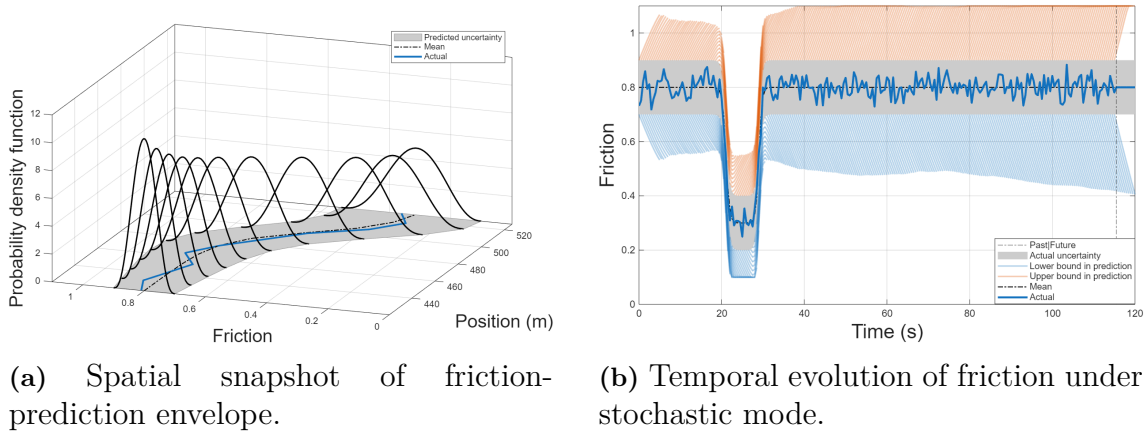 Predicted uncertainty
Mean
Actual
Probability density function
12
10
8
6
4
2
0
1
0.8
0.6
0.4
0.2
0
Friction
440
460
480
500
520
Position (m)
(a) Spatial snapshot of friction-
prediction envelope.
Friction
1
0.8
0.6
0.4
0.2
0
0
20
40
60
80
100
120
Time (s)
Past|Future
Actual uncertainty
Lower bound in prediction
Upper bound in prediction
Mean
Actual
(b) Temporal evolution of friction under
stochastic mode.